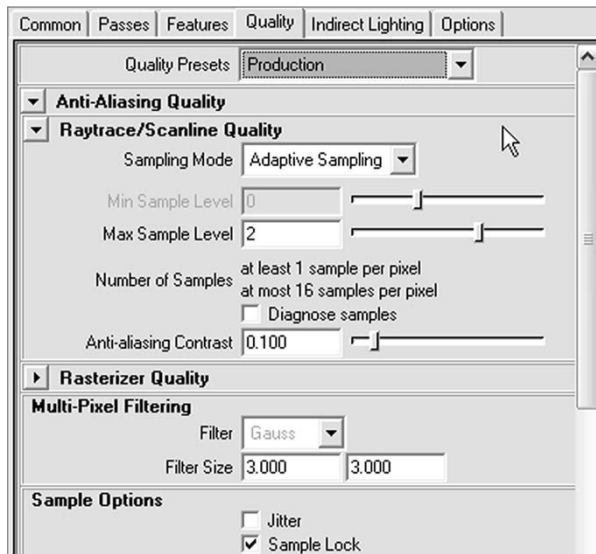 Common Passes Features Quality Indirect Lighting Options
Quality Presets Production
Anti-Aliasing Quality
Raytrace/Scanline Quality
Sampling Mode Adaptive Sampling
Min Sample Level 0
Max Sample Level 2
Number of Samples at least 1 sample per pixel
at most 16 samples per pixel
Diagnose samples
Anti-aliasing Contrast 0.100
Rasterizer Quality
Multi-Pixel Filtering
Filter Gauss
Filter Size 3.000 3.000
Sample Options
Jitter
Sample Lock